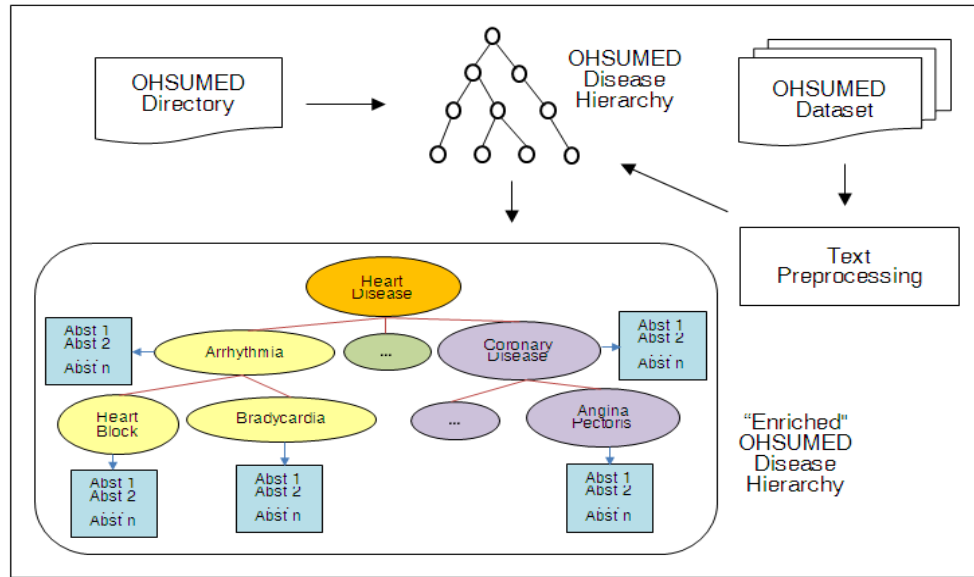 OHSUMED
Directory
OHSUMED
Disease
Hierarchy
OHSUMED
Dataset
Text
Preprocessing
Heart
Disease
Abst 1
Abst 2
. . .
Abst n
Arrhythmia
...
Coronary
Disease
Abst 1
Abst 2
. . .
Abst n
Heart
Block
Bradycardia
...
Angina
Pectoris
"Enriched"
OHSUMED
Disease
Hierarchy
Abst 1
Abst 2
. . .
Abst n
Abst 1
Abst 2
. . .
Abst n
Abst 1
Abst 2
. . .
Abst n